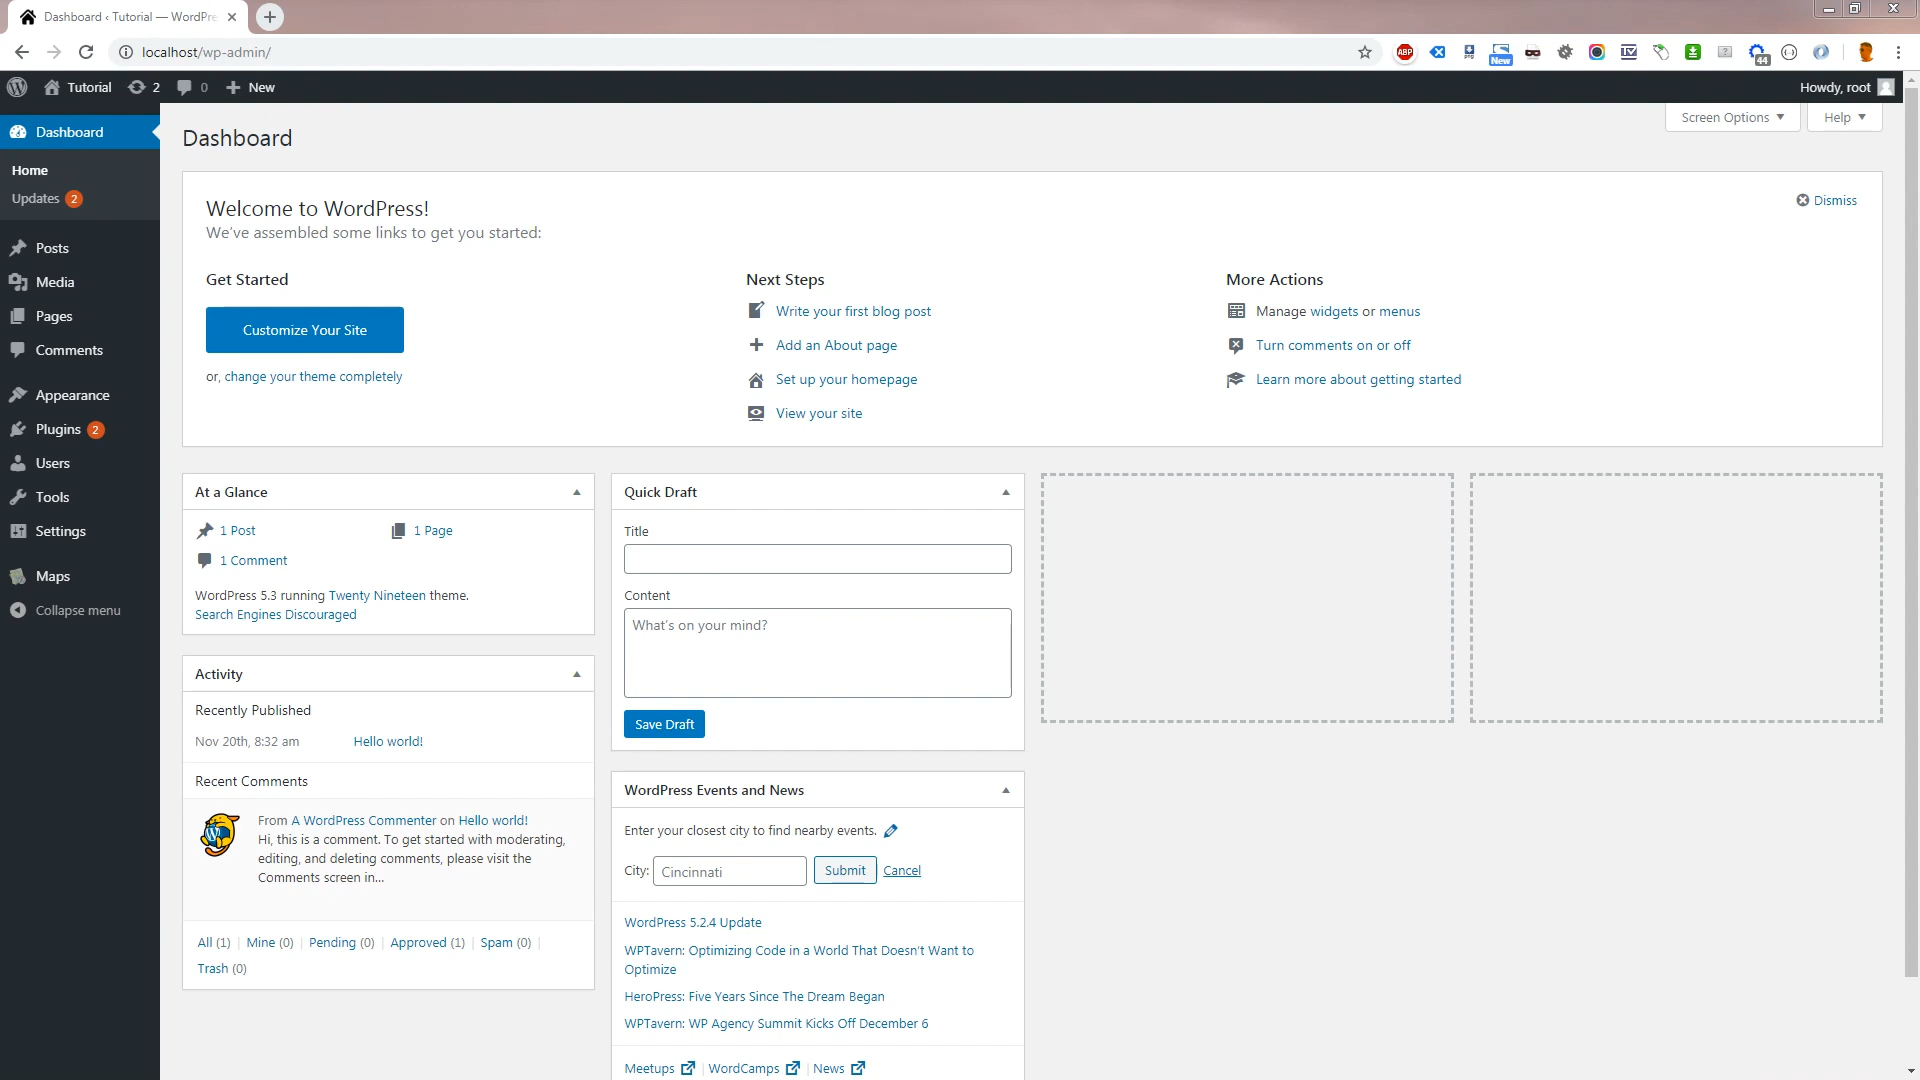 Dashboard ‹ Tutorial — WordPre
localhost/wp-admin/
ABP
New
44
Tutorial
2
0
New
Howdy, root
Dashboard
Home
Updates 2
Posts
Media
Pages
Comments
Appearance
Plugins 2
Users
Tools
Settings
Maps
Collapse menu
Dashboard
Screen Options
Help
Welcome to WordPress!
Dismiss
We've assembled some links to get you started:
Get Started
Customize Your Site
or, change your theme completely
Next Steps
Write your first blog post
Add an About page
Set up your homepage
View your site
More Actions
Manage widgets or menus
Turn comments on or off
Learn more about getting started
At a Glance
1 Post
1 Page
1 Comment
WordPress 5.3 running Twenty Nineteen theme.
Search Engines Discouraged
Activity
Recently Published
Nov 20th, 8:32 am
Hello world!
Recent Comments
From A WordPress Commenter on Hello world!
Hi, this is a comment. To get started with moderating,
editing, and deleting comments, please visit the
Comments screen in...
All (1) | Mine (0) | Pending (0) | Approved (1) | Spam (0) |
Trash (0)
Quick Draft
Title
Content
What's on your mind?
Save Draft
WordPress Events and News
Enter your closest city to find nearby events.
City: Cincinnati Submit Cancel
WordPress 5.2.4 Update
WPTavern: Optimizing Code in a World That Doesn't Want to
Optimize
HeroPress: Five Years Since The Dream Began
WPTavern: WP Agency Summit Kicks Off December 6
Meetups | WordCamps | News